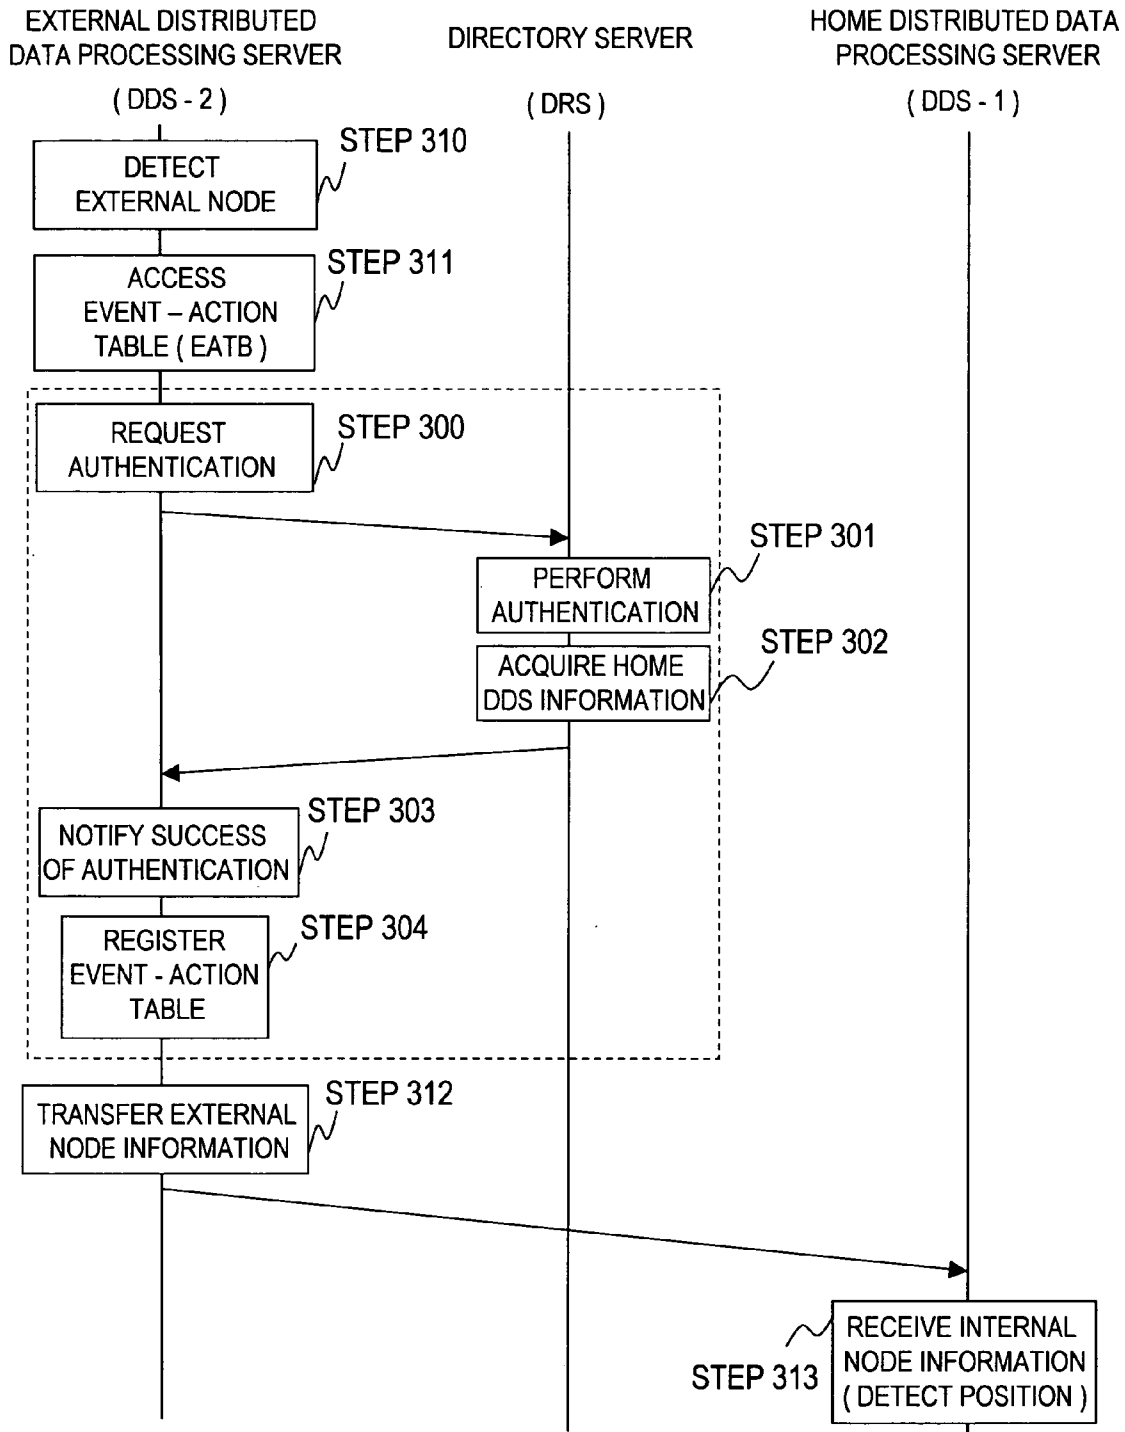 EXTERNAL DISTRIBUTED
DATA PROCESSING SERVER
( DDS - 2 )
DIRECTORY SERVER
( DRS )
HOME DISTRIBUTED DATA
PROCESSING SERVER
( DDS - 1 )
DETECT
EXTERNAL NODE
STEP 310
ACCESS
EVENT – ACTION
TABLE ( EATB )
STEP 311
REQUEST
AUTHENTICATION
STEP 300
PERFORM
AUTHENTICATION
STEP 301
ACQUIRE HOME
DDS INFORMATION
STEP 302
NOTIFY SUCCESS
OF AUTHENTICATION
STEP 303
REGISTER
EVENT - ACTION
TABLE
STEP 304
TRANSFER EXTERNAL
NODE INFORMATION
STEP 312
RECEIVE INTERNAL
NODE INFORMATION
( DETECT POSITION )
STEP 313